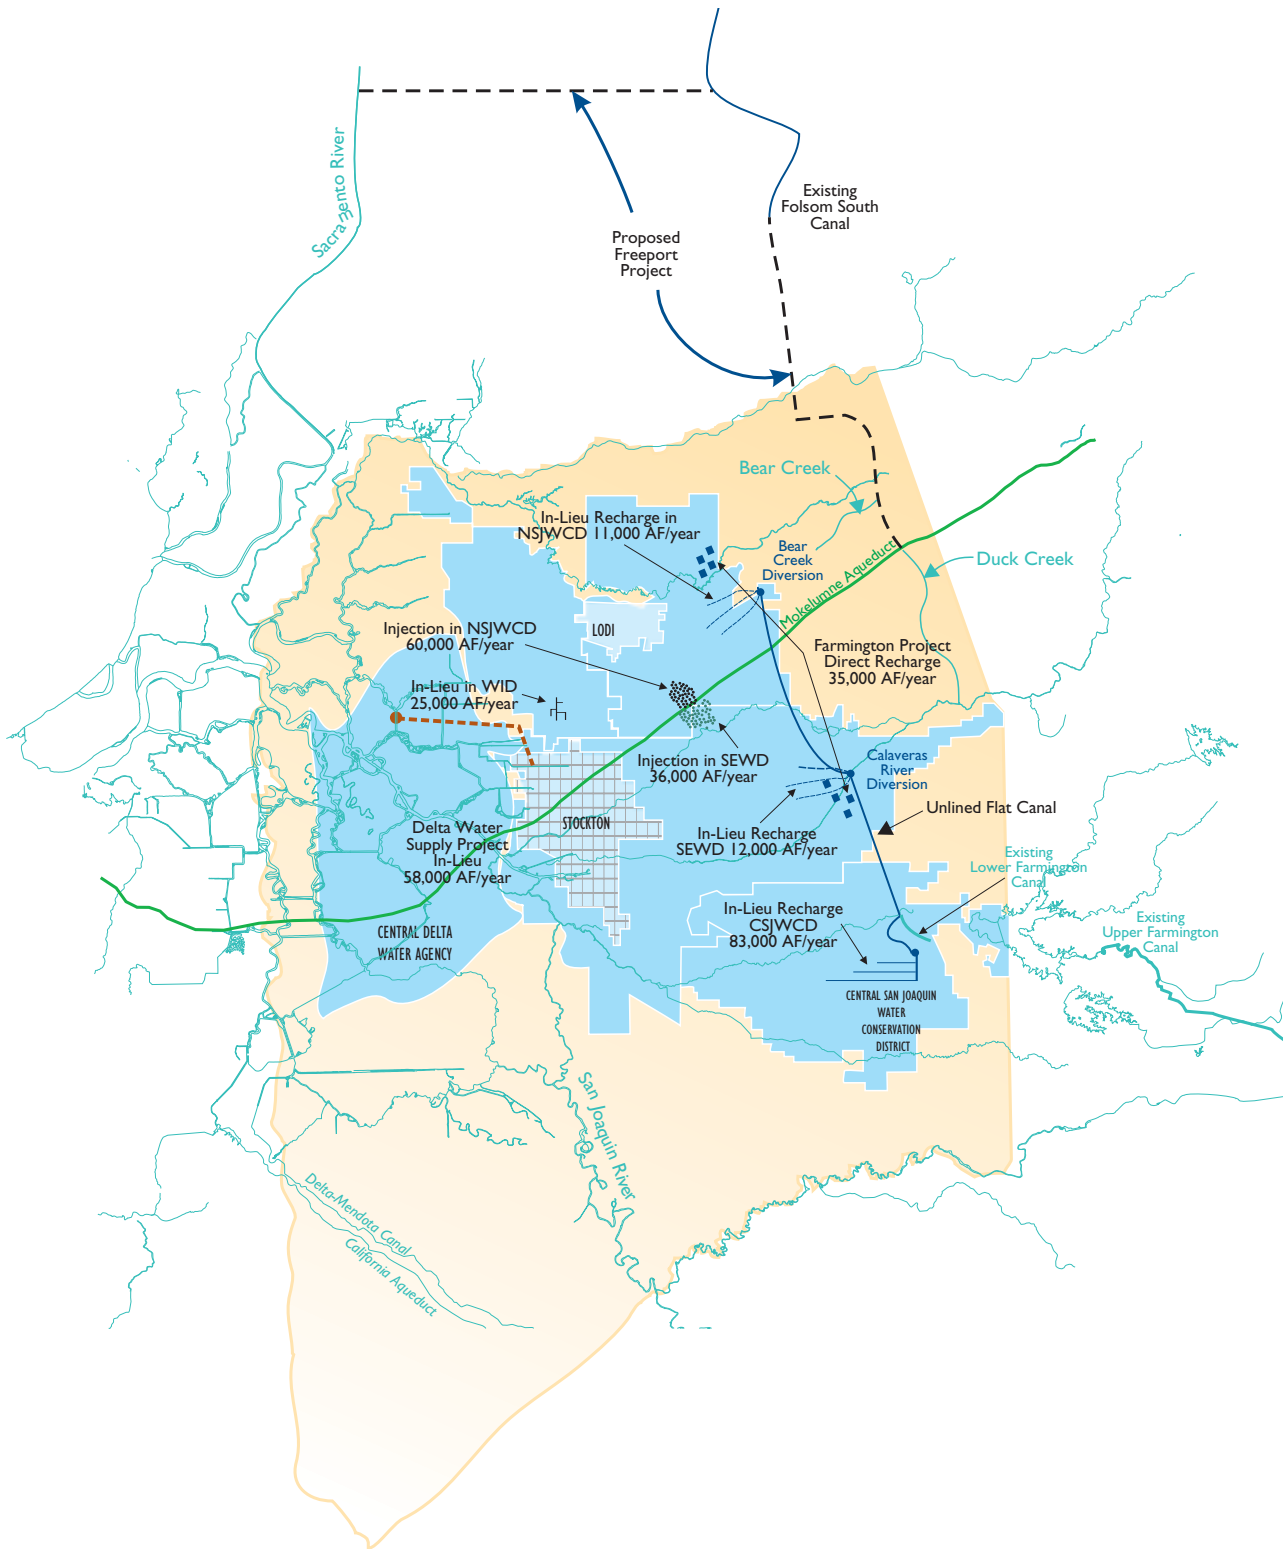 Sacramento River
Existing
Folsom South
Canal
Proposed
Freeport
Project
Bear Creek
In-Lieu Recharge in
NSJWCD 11,000 AF/year
Bear
Creek
Diversion
Duck Creek
Mokelumne Aqueduct
LODI
Injection in NSJWCD
60,000 AF/year
Farmington Project
Direct Recharge
35,000 AF/year
In-Lieu in WID
25,000 AF/year
Injection in SEWD
36,000 AF/year
Calaveras
River
Diversion
Unlined Flat Canal
STOCKTON
Delta Water
Supply Project
In-Lieu
58,000 AF/year
In-Lieu Recharge
SEWD 12,000 AF/year
Existing
Lower Farmington
Canal
In-Lieu Recharge
CSJWCD
83,000 AF/year
Existing
Upper Farmington
Canal
CENTRAL DELTA
WATER AGENCY
CENTRAL SAN JOAQUIN
WATER
CONSERVATION
DISTRICT
San Joaquin River
Delta-Mendota Canal
California Aqueduct